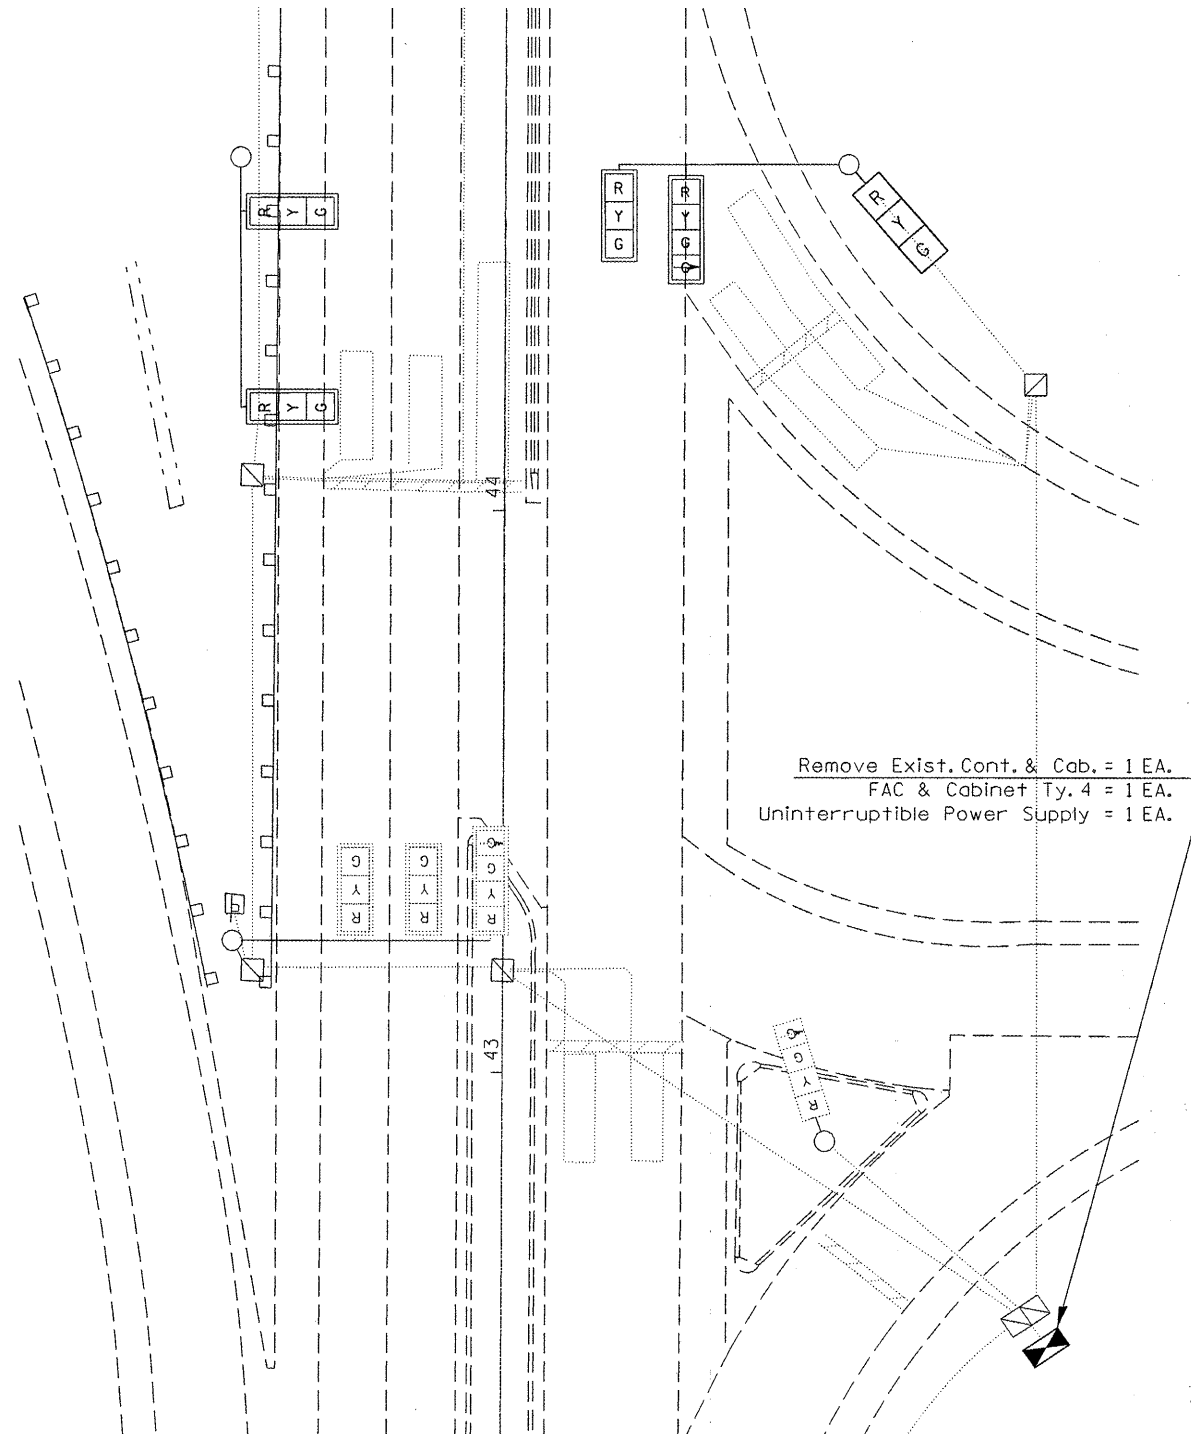 R
Y
G
R
Y
G
R
Y
G
R Y G
R Y G
44
Remove Exist. Cont. & Cab. = 1 EA.
FAC & Cabinet Ty. 4 = 1 EA.
Uninterruptible Power Supply = 1 EA.
G
Y
R
G
Y
R
G
Y
R
43
G
Y
R